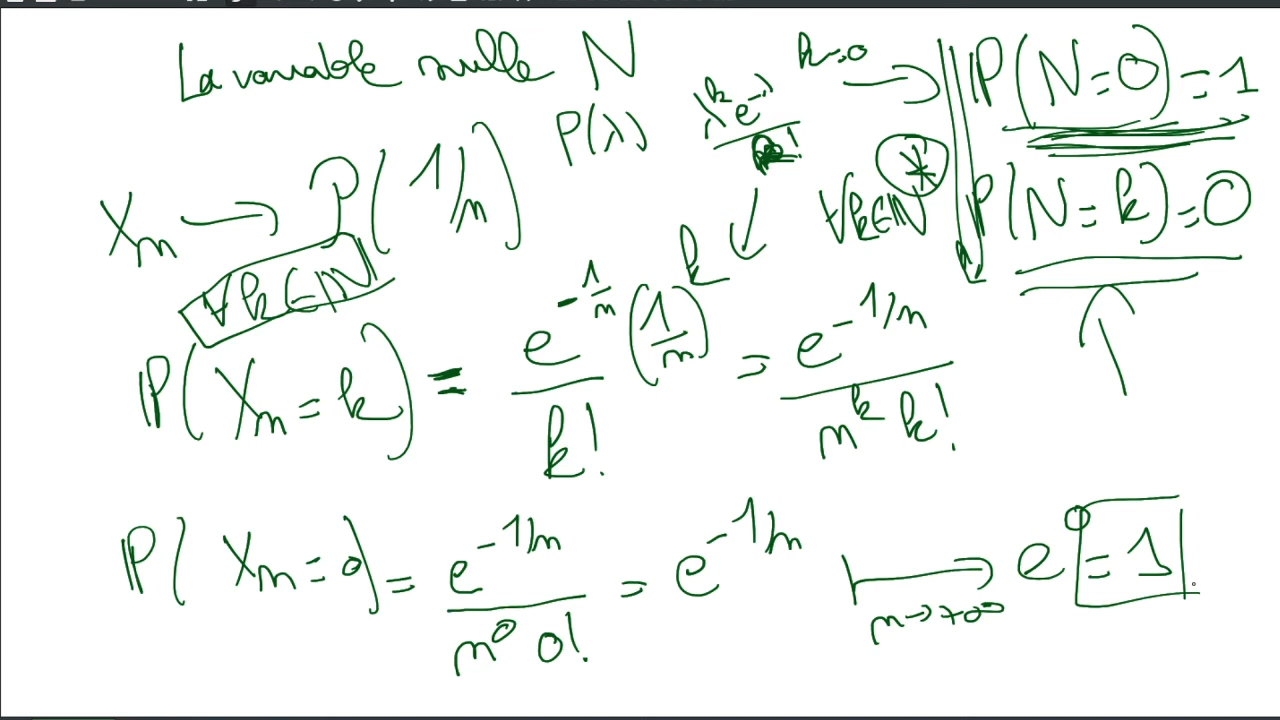 La variable nulle N
k=0 → P(N=0)=1
X_n → P(1/n) P(λ) λ^k e^-λ / k!
∀k∈N* P(N=k)=0
∀k∈N
P(X_n=k) = e^(-1/n) (1/n)^k / k! = e^(-1/n) / n^k k!
P(X_n=0) = e^(-1/n) / n^0 0! = e^(-1/n) ⟼ n→+∞ e^0 = 1